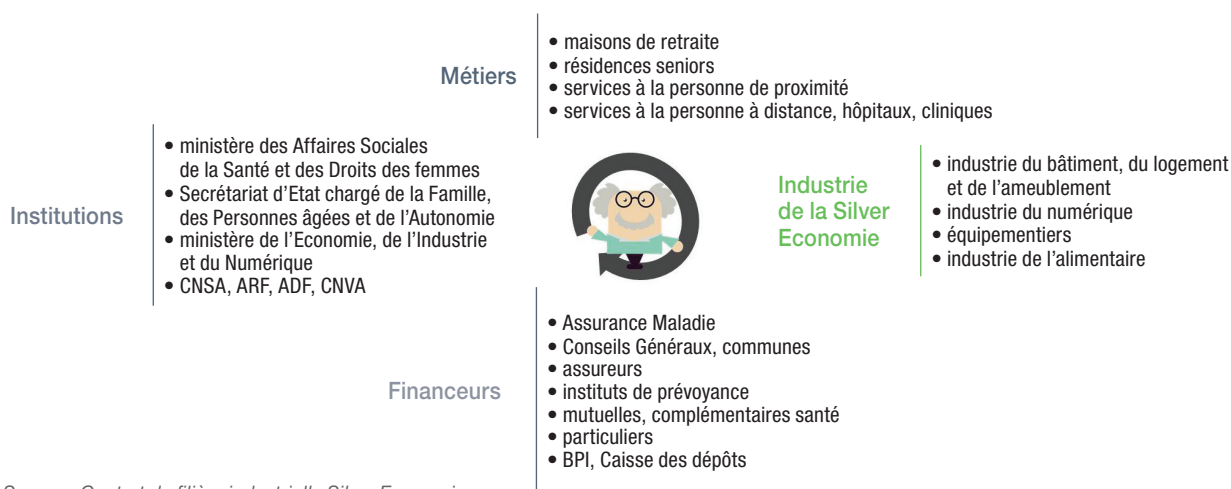 Métiers
• maisons de retraite
• résidences seniors
• services à la personne de proximité
• services à la personne à distance, hôpitaux, cliniques
Institutions
• ministère des Affaires Sociales
de la Santé et des Droits des femmes
• Secrétariat d'Etat chargé de la Famille,
des Personnes âgées et de l'Autonomie
• ministère de l'Economie, de l'Industrie
et du Numérique
• CNSA, ARF, ADF, CNVA
Industrie
de la Silver
Economie
• industrie du bâtiment, du logement
et de l'ameublement
• industrie du numérique
• équipementiers
• industrie de l'alimentaire
Financeurs
• Assurance Maladie
• Conseils Généraux, communes
• assureurs
• instituts de prévoyance
• mutuelles, complémentaires santé
• particuliers
• BPI, Caisse des dépôts